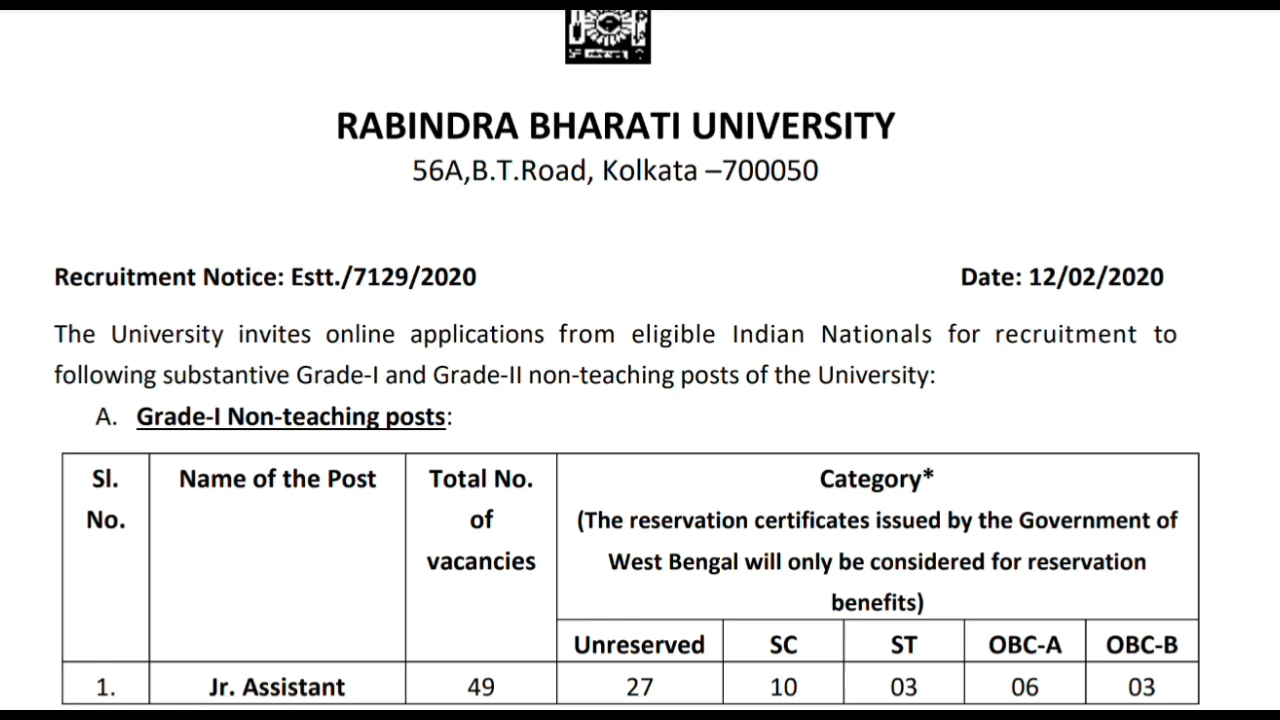 RABINDRA BHARATI UNIVERSITY
56A,B.T.Road, Kolkata –700050
Recruitment Notice: Estt./7129/2020 Date: 12/02/2020
The University invites online applications from eligible Indian Nationals for recruitment to
following substantive Grade-I and Grade-II non-teaching posts of the University:
A. Grade-I Non-teaching posts:
Sl. No. Name of the Post Total No. of vacancies Category*
(The reservation certificates issued by the Government of
West Bengal will only be considered for reservation
benefits)
Unreserved SC ST OBC-A OBC-B
1. Jr. Assistant 49 27 10 03 06 03